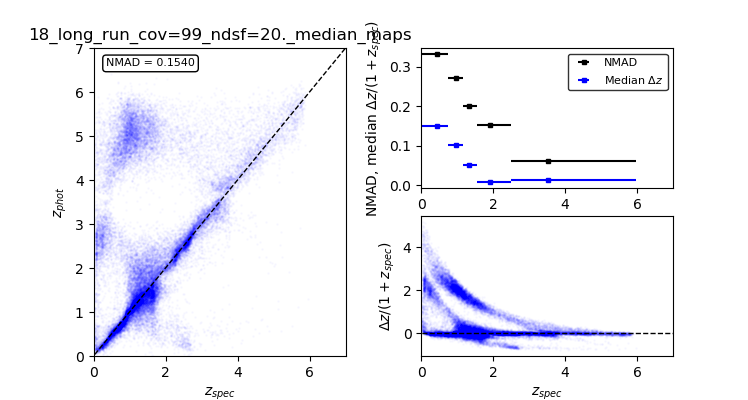 18_long_run_cov=99_ndsf=20._median_maps
NMAD = 0.1540
z_phot
7
6
5
4
3
2
1
0
0 2 4 6
z_spec
NMAD, median Δz/(1 + z_spec)
NMAD
Median Δz
0.3
0.2
0.1
0.0
0 2 4 6
Δz/(1 + z_spec)
4
2
0
0 2 4 6
z_spec